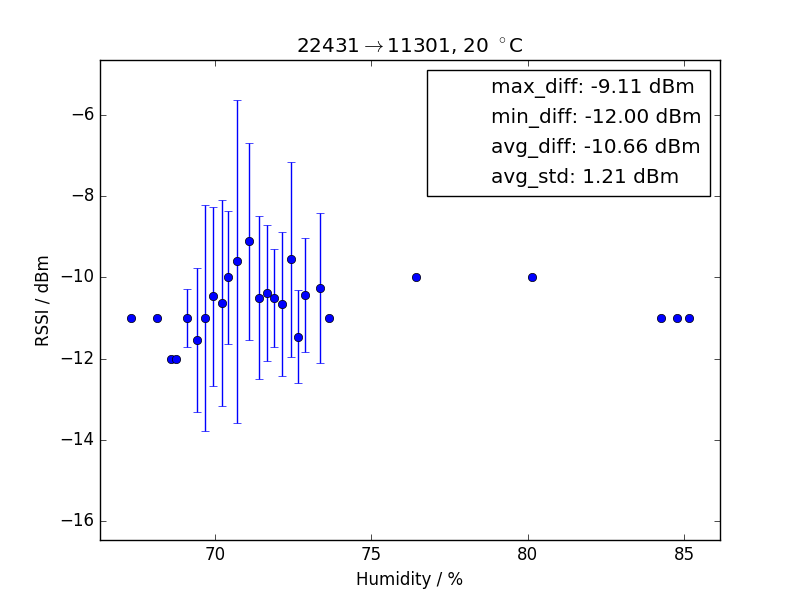 22431→11301, 20 °C
max_diff: -9.11 dBm
min_diff: -12.00 dBm
avg_diff: -10.66 dBm
avg_std: 1.21 dBm
RSSI / dBm
−6
−8
−10
−12
−14
−16
70 75 80 85
Humidity / %